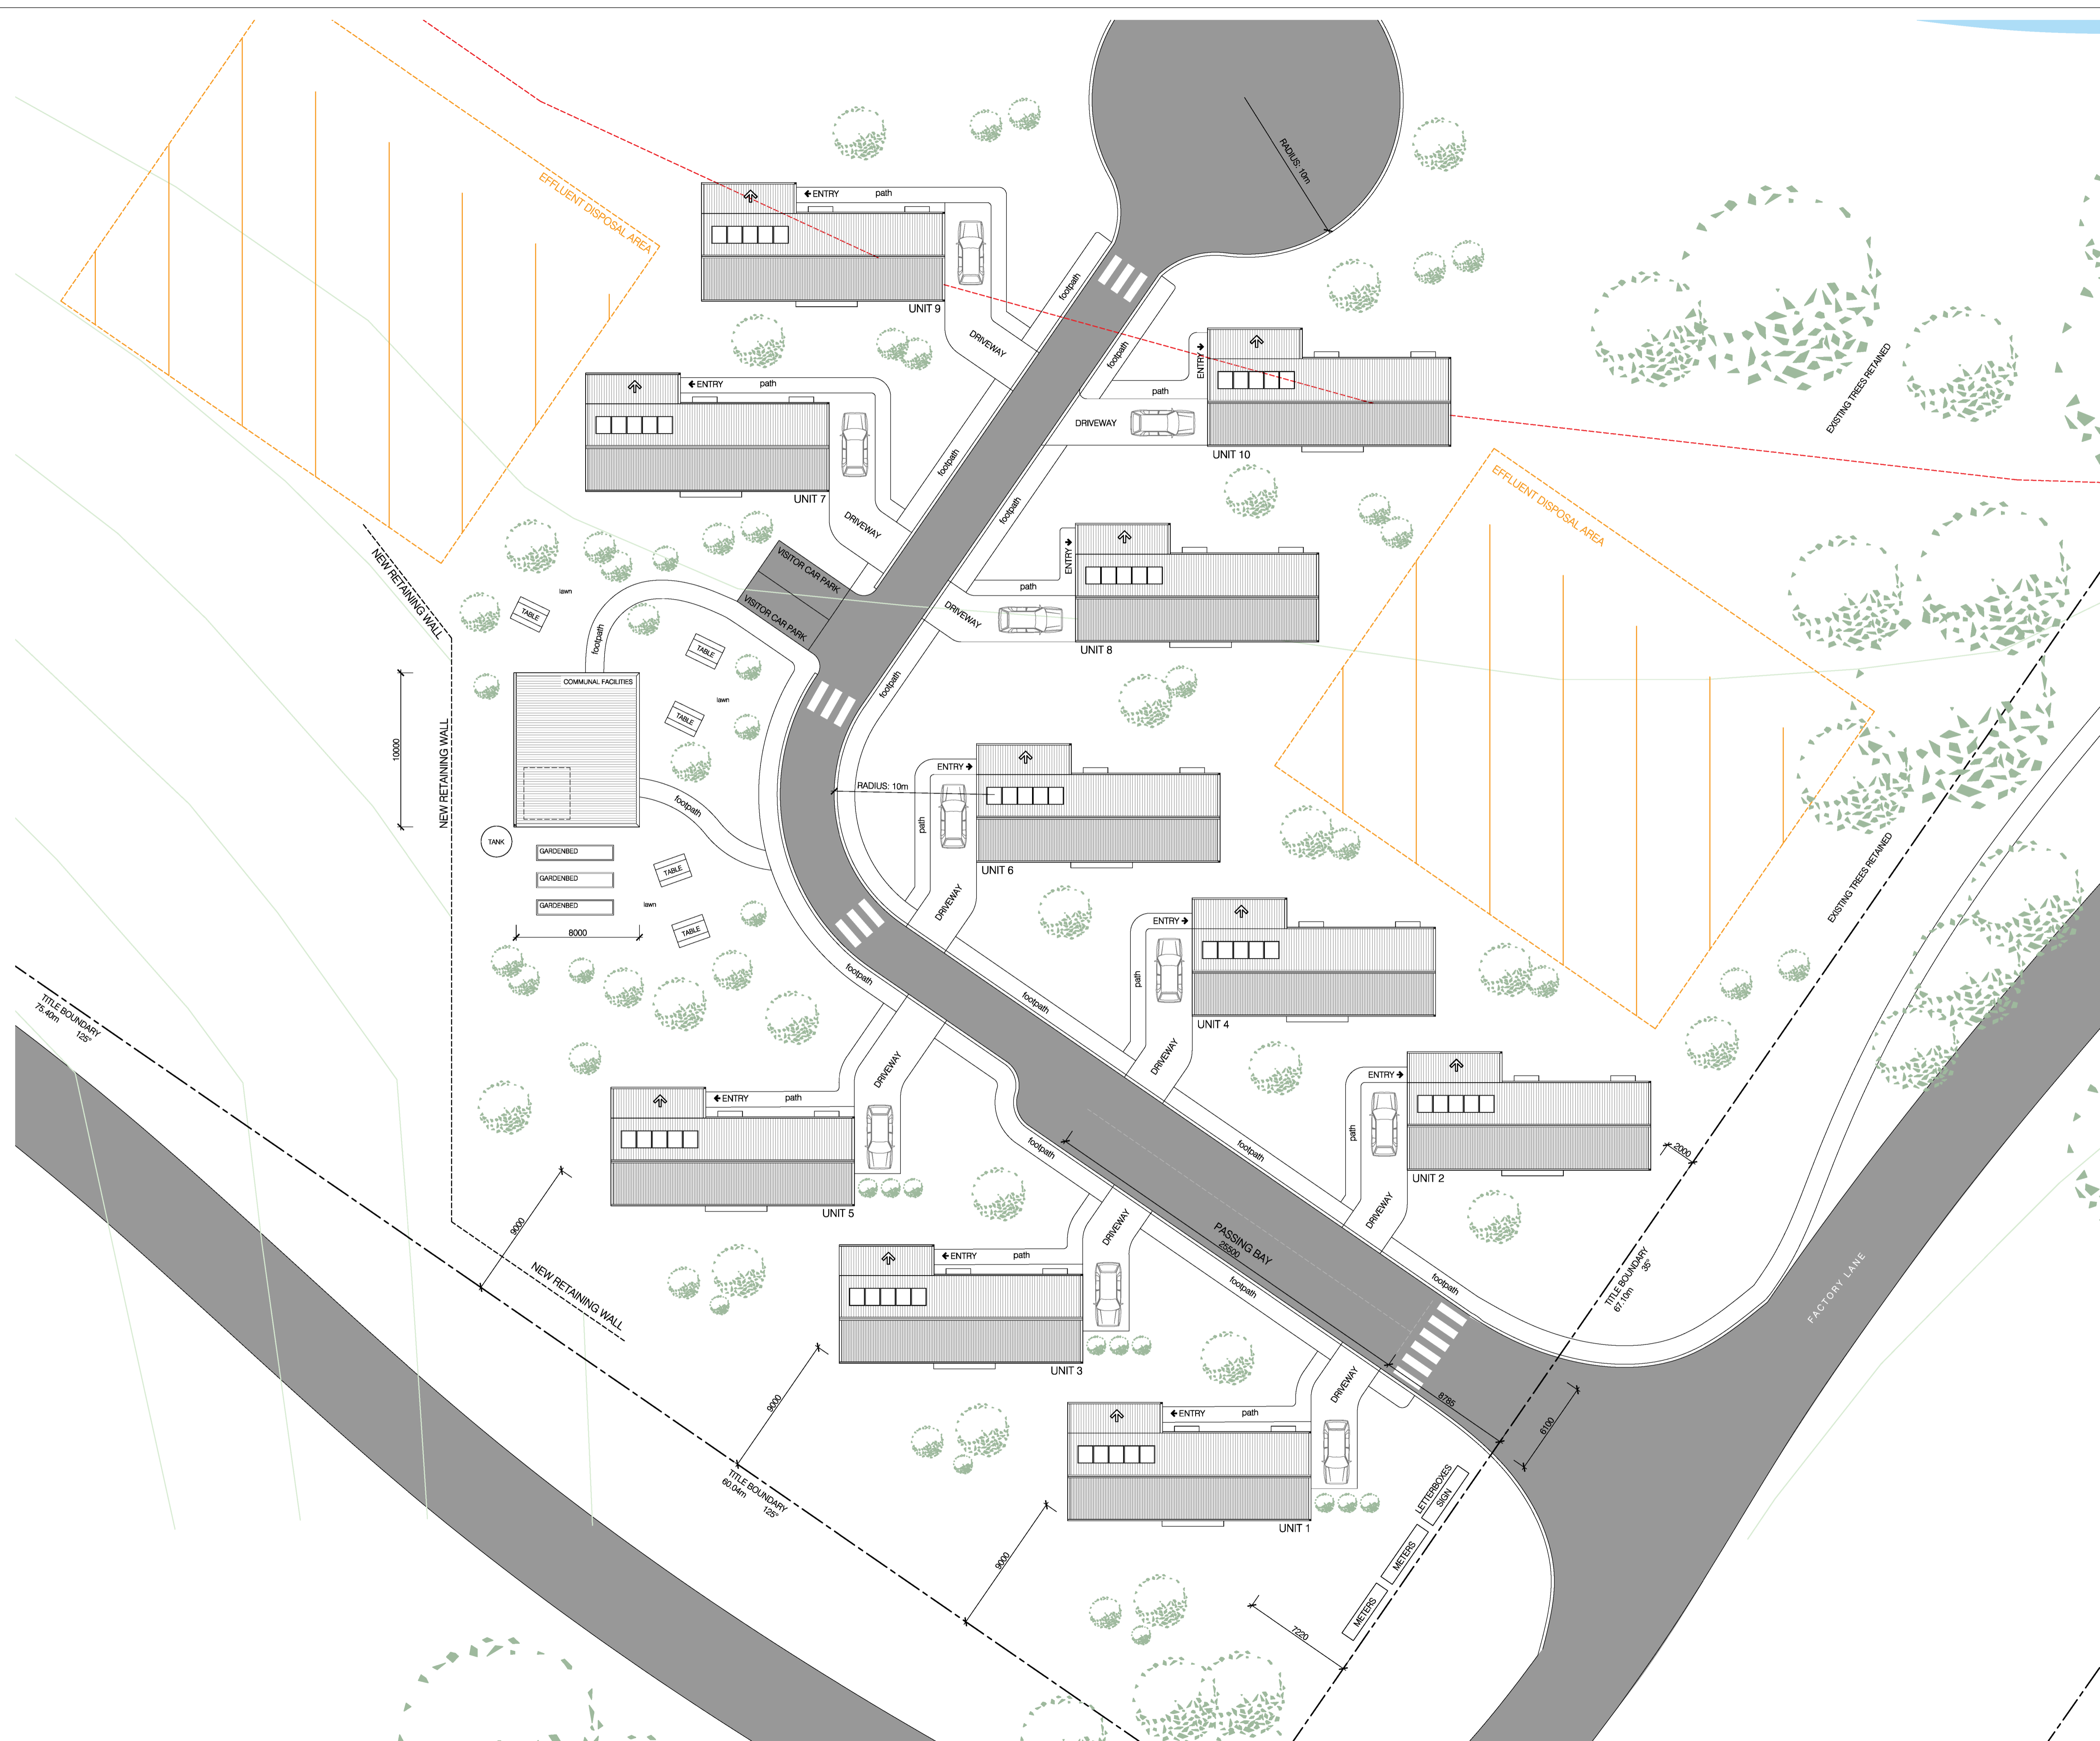 RADIUS: 10m
EFFLUENT DISPOSAL AREA
ENTRY path
UNIT 9
footpath
DRIVEWAY
footpath
ENTRY
path
DRIVEWAY
UNIT 10
EXISTING TREES RETAINED
ENTRY path
UNIT 7
footpath
DRIVEWAY
footpath
EFFLUENT DISPOSAL AREA
NEW RETAINING WALL
VISITOR CAR PARK
VISITOR CAR PARK
ENTRY
path
DRIVEWAY
UNIT 8
lawn
TABLE
footpath
TABLE
footpath
COMMUNAL FACILITIES
lawn
TABLE
10000
NEW RETAINING WALL
ENTRY
RADIUS: 10m
path
footpath
UNIT 6
DRIVEWAY
TANK
GARDENBED
GARDENBED
GARDENBED
TABLE
lawn
TABLE
8000
EXISTING TREES RETAINED
ENTRY
path
UNIT 4
DRIVEWAY
footpath
footpath
TITLE BOUNDARY
75.40m
125°
DRIVEWAY
ENTRY path
UNIT 5
footpath
footpath
ENTRY
path
UNIT 2
DRIVEWAY
2000
9000
NEW RETAINING WALL
PASSING BAY
25500
DRIVEWAY
ENTRY path
UNIT 3
footpath
footpath
TITLE BOUNDARY
35°
67.10m
FACTORY LANE
9000
DRIVEWAY
8785
6100
ENTRY path
UNIT 1
TITLE BOUNDARY
60.04m
125°
LETTERBOXES
SIGN
METERS
METERS
9000
7220